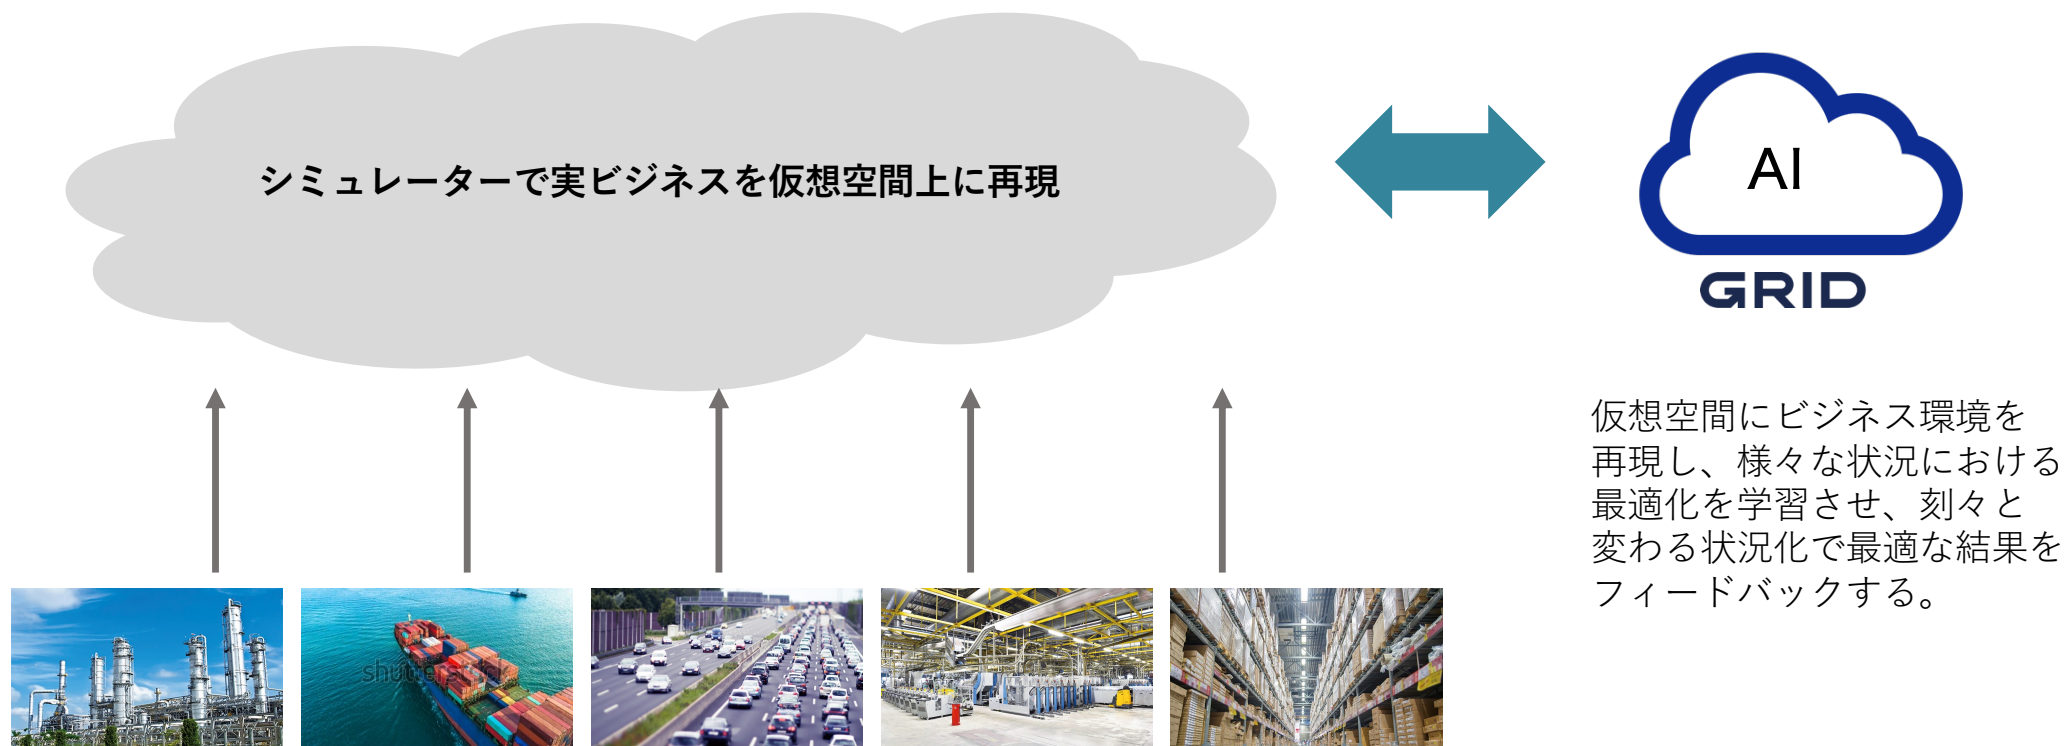 シミュレーターで実ビジネスを仮想空間上に再現
AI
GRID
仮想空間にビジネス環境を
再現し、様々な状況における
最適化を学習させ、刻々と
変わる状況化で最適な結果を
フィードバックする。
shutterstock